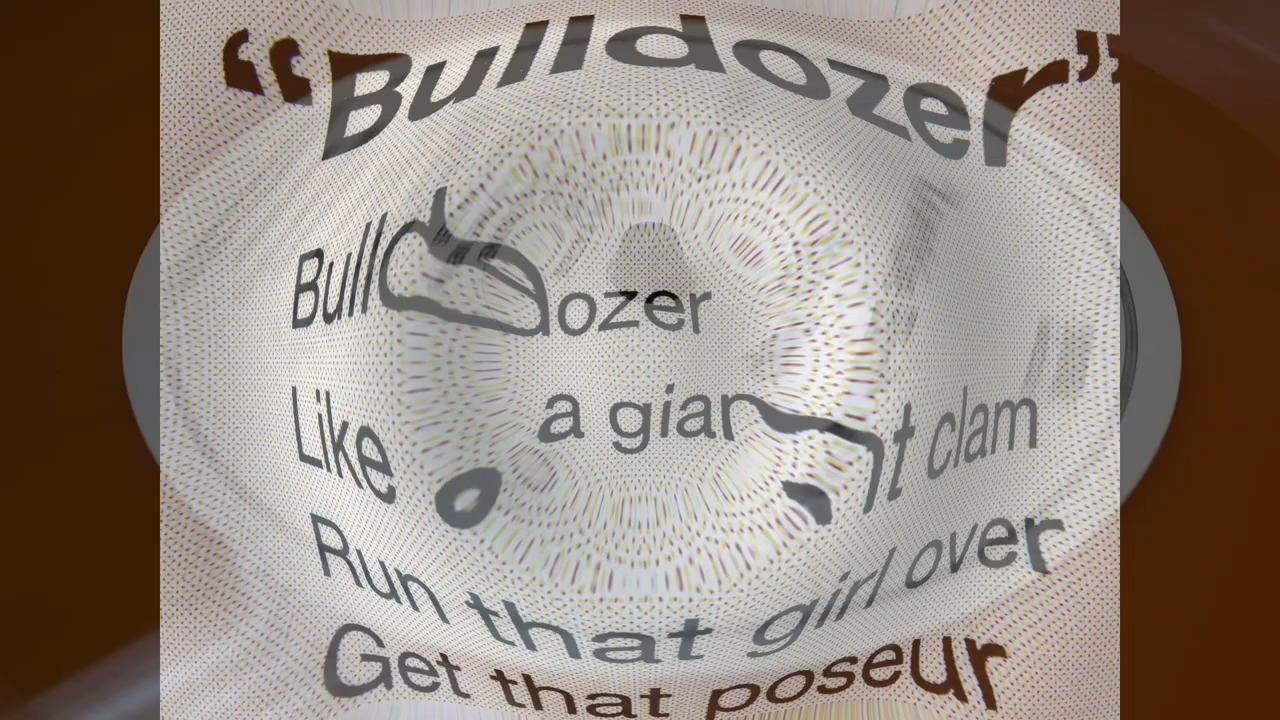 “Bulldozer”
Bulldozer
Like a giant clam
Run that girl over
Get that poseur